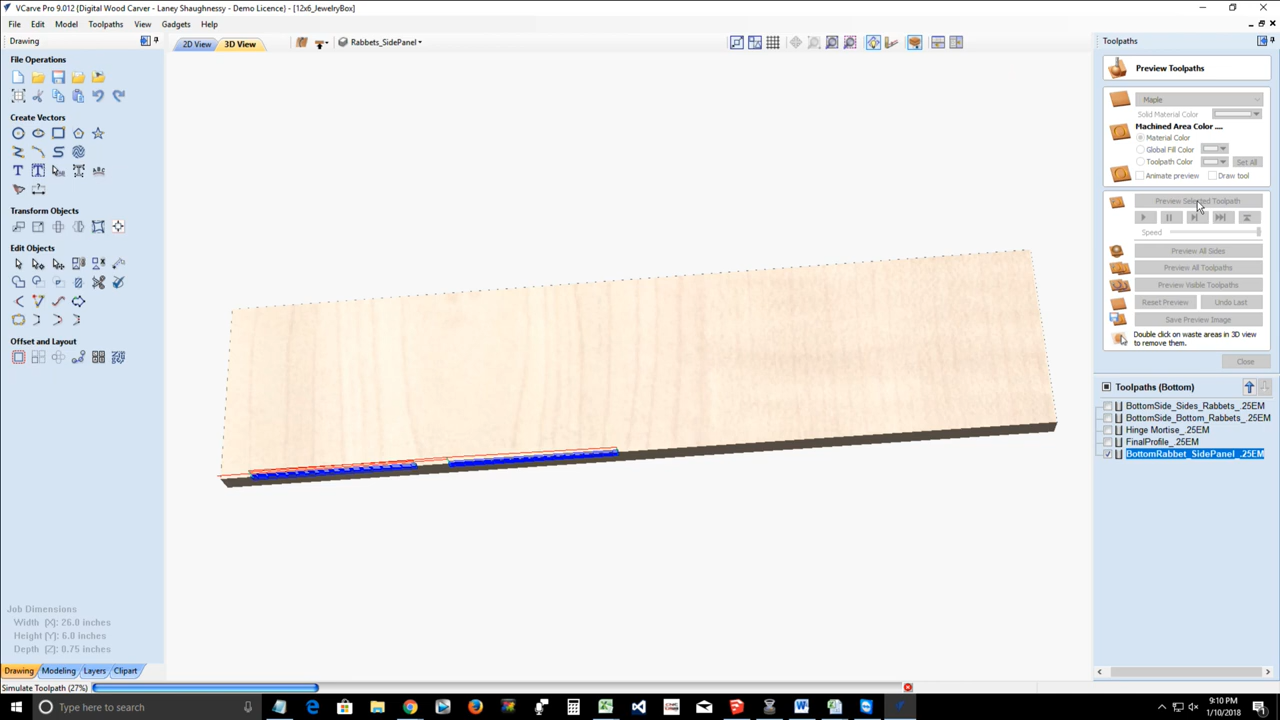 VCarve Pro 9.012 {Digital Wood Carver - Laney Shaughnessy - Demo Licence} - [12x6_JewelryBox]
File Edit Model Toolpaths View Gadgets Help
Drawing
2D View 3D View Rabbets_SidePanel
Toolpaths
File Operations
Preview Toolpaths
Maple
Solid Material Color
Create Vectors
Machined Area Color ....
Material Color
Global Fill Color
Toolpath Color Set All
Animate preview Draw tool
Preview Selected Toolpath
Transform Objects
Speed
Edit Objects
Preview All Sides
Preview All Toolpaths
Preview Visible Toolpaths
Reset Preview Undo Last
Save Preview Image
Double click on waste areas in 3D view
to remove them.
Offset and Layout
Close
Toolpaths (Bottom)
BottomSide_Sides_Rabbets_.25EM
BottomSide_Bottom_Rabbets_.25EM
Hinge Mortise_.25EM
FinalProfile_.25EM
BottomRabbet_SidePanel_.25EM
Job Dimensions
Width (X): 26.0 inches
Height (Y): 6.0 inches
Depth (Z): 0.75 inches
Drawing Modeling Layers Clipart
Simulate Toolpath (27%)
Type here to search
9:10 PM
1/10/2018